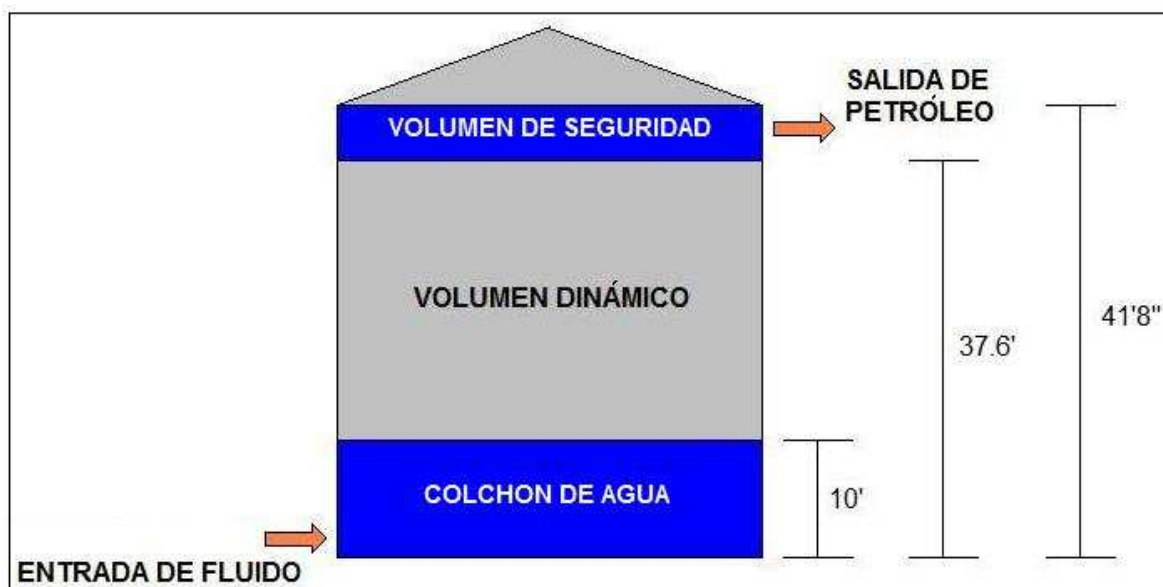 SALIDA DE
PETRÓLEO
VOLUMEN DE SEGURIDAD
VOLUMEN DINÁMICO
41'8"
37.6'
COLCHON DE AGUA
10'
ENTRADA DE FLUIDO